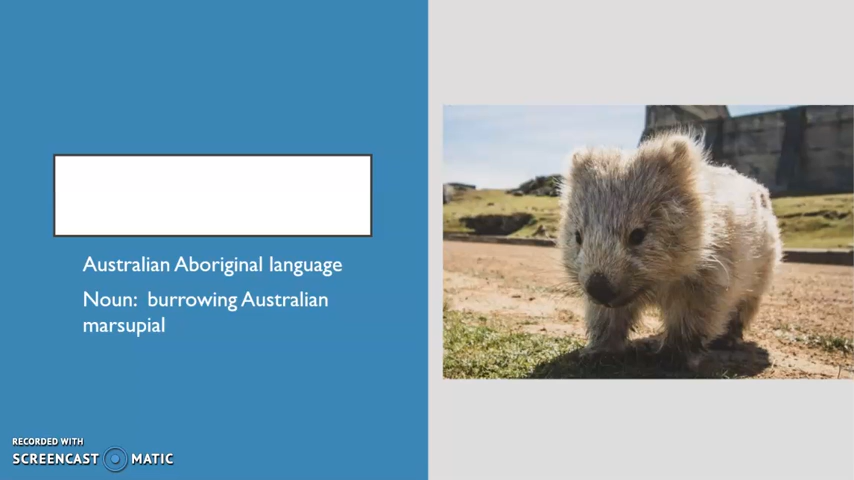 Australian Aboriginal language
Noun: burrowing Australian
marsupial
RECORDED WITH
SCREENCAST MATIC